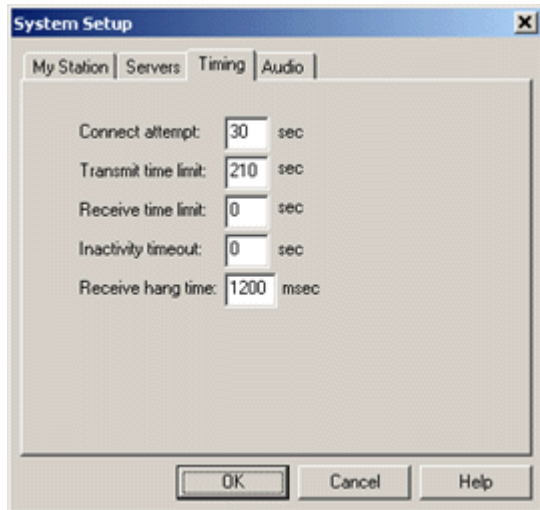 System Setup
My Station Servers Timing Audio
Connect attempt: 30 sec
Transmit time limit: 210 sec
Receive time limit: 0 sec
Inactivity timeout: 0 sec
Receive hang time: 1200 msec
OK Cancel Help